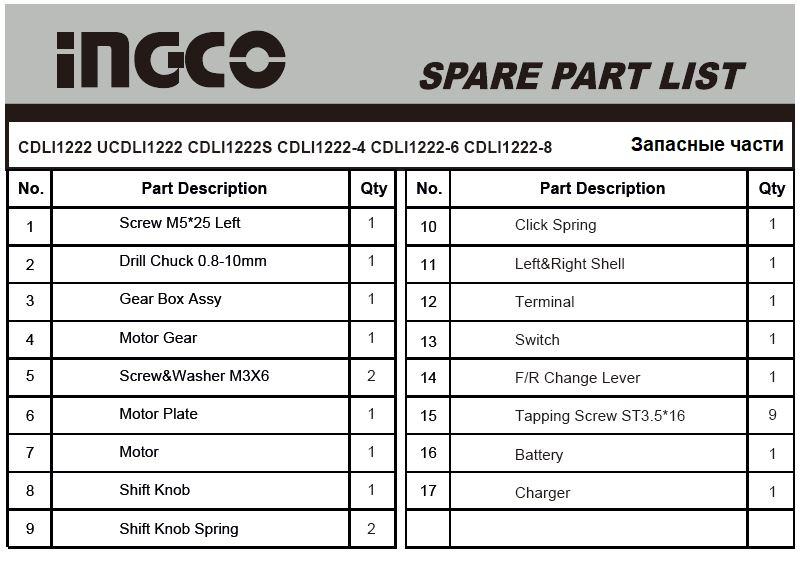 INGCO
SPARE PART LIST
CDLI1222 UCDLI1222 CDLI1222S CDLI1222-4 CDLI1222-6 CDLI1222-8 Запасные части
No. Part Description Qty No. Part Description Qty
1 Screw M5*25 Left 1 10 Click Spring 1
2 Drill Chuck 0.8-10mm 1 11 Left&Right Shell 1
3 Gear Box Assy 1 12 Terminal 1
4 Motor Gear 1 13 Switch 1
5 Screw&Washer M3X6 2 14 F/R Change Lever 1
6 Motor Plate 1 15 Tapping Screw ST3.5*16 9
7 Motor 1 16 Battery 1
8 Shift Knob 1 17 Charger 1
9 Shift Knob Spring 2